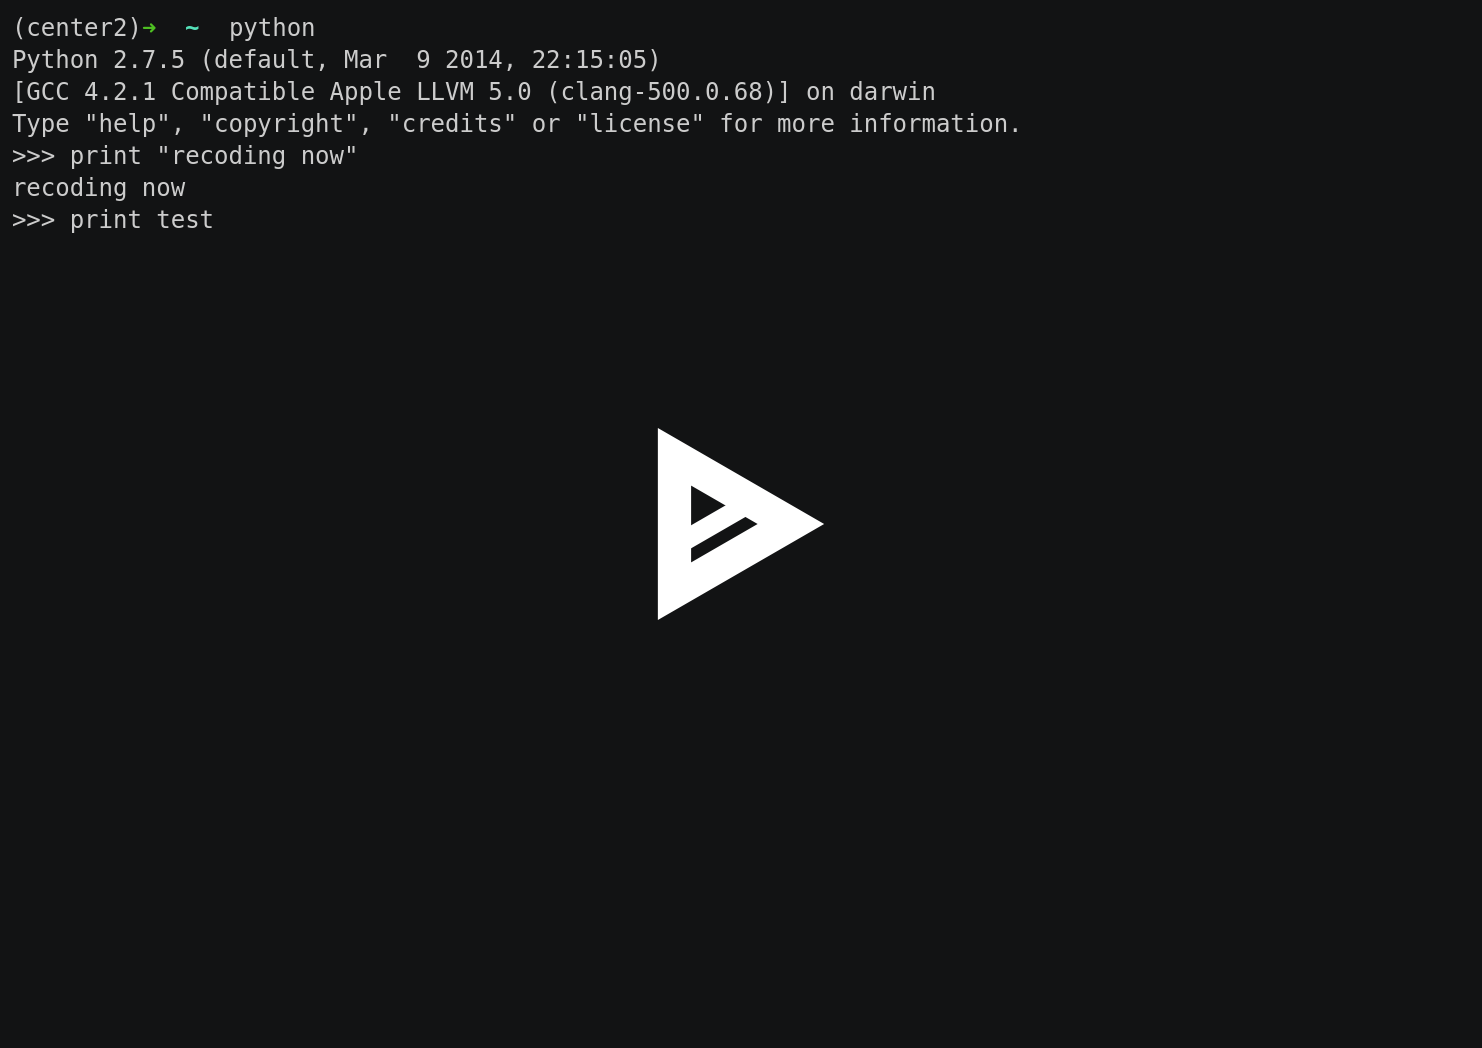 (center2)➜  ~  python
Python 2.7.5 (default, Mar  9 2014, 22:15:05)
[GCC 4.2.1 Compatible Apple LLVM 5.0 (clang-500.0.68)] on darwin
Type "help", "copyright", "credits" or "license" for more information.
>>> print "recoding now"
recoding now
>>> print test